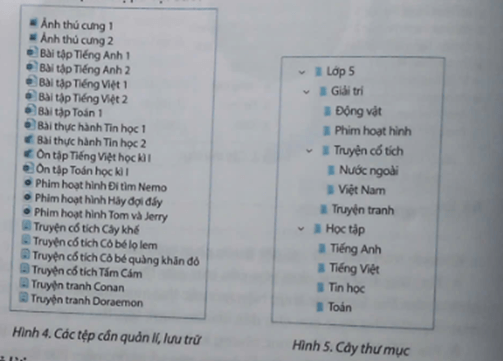 Ảnh thú cưng 1
Ảnh thú cưng 2
Bài tập Tiếng Anh 1
Bài tập Tiếng Anh 2
Bài tập Tiếng Việt 1
Bài tập Tiếng Việt 2
Bài tập Toán 1
Bài thực hành Tin học 1
Bài thực hành Tin học 2
Ôn tập Tiếng Việt học kì I
Ôn tập Toán học kì I
Phim hoạt hình Đi tìm Nemo
Phim hoạt hình Hãy đợi đấy
Phim hoạt hình Tom và Jerry
Truyện cổ tích Cây khế
Truyện cổ tích Cô bé lọ lem
Truyện cổ tích Cô bé quàng khăn đỏ
Truyện cổ tích Tấm Cám
Truyện tranh Conan
Truyện tranh Doraemon
Hình 4. Các tệp cần quản lí, lưu trữ
Lớp 5
Giải trí
Động vật
Phim hoạt hình
Truyện cổ tích
Nước ngoài
Việt Nam
Truyện tranh
Học tập
Tiếng Anh
Tiếng Việt
Tin học
Toán
Hình 5. Cây thư mục